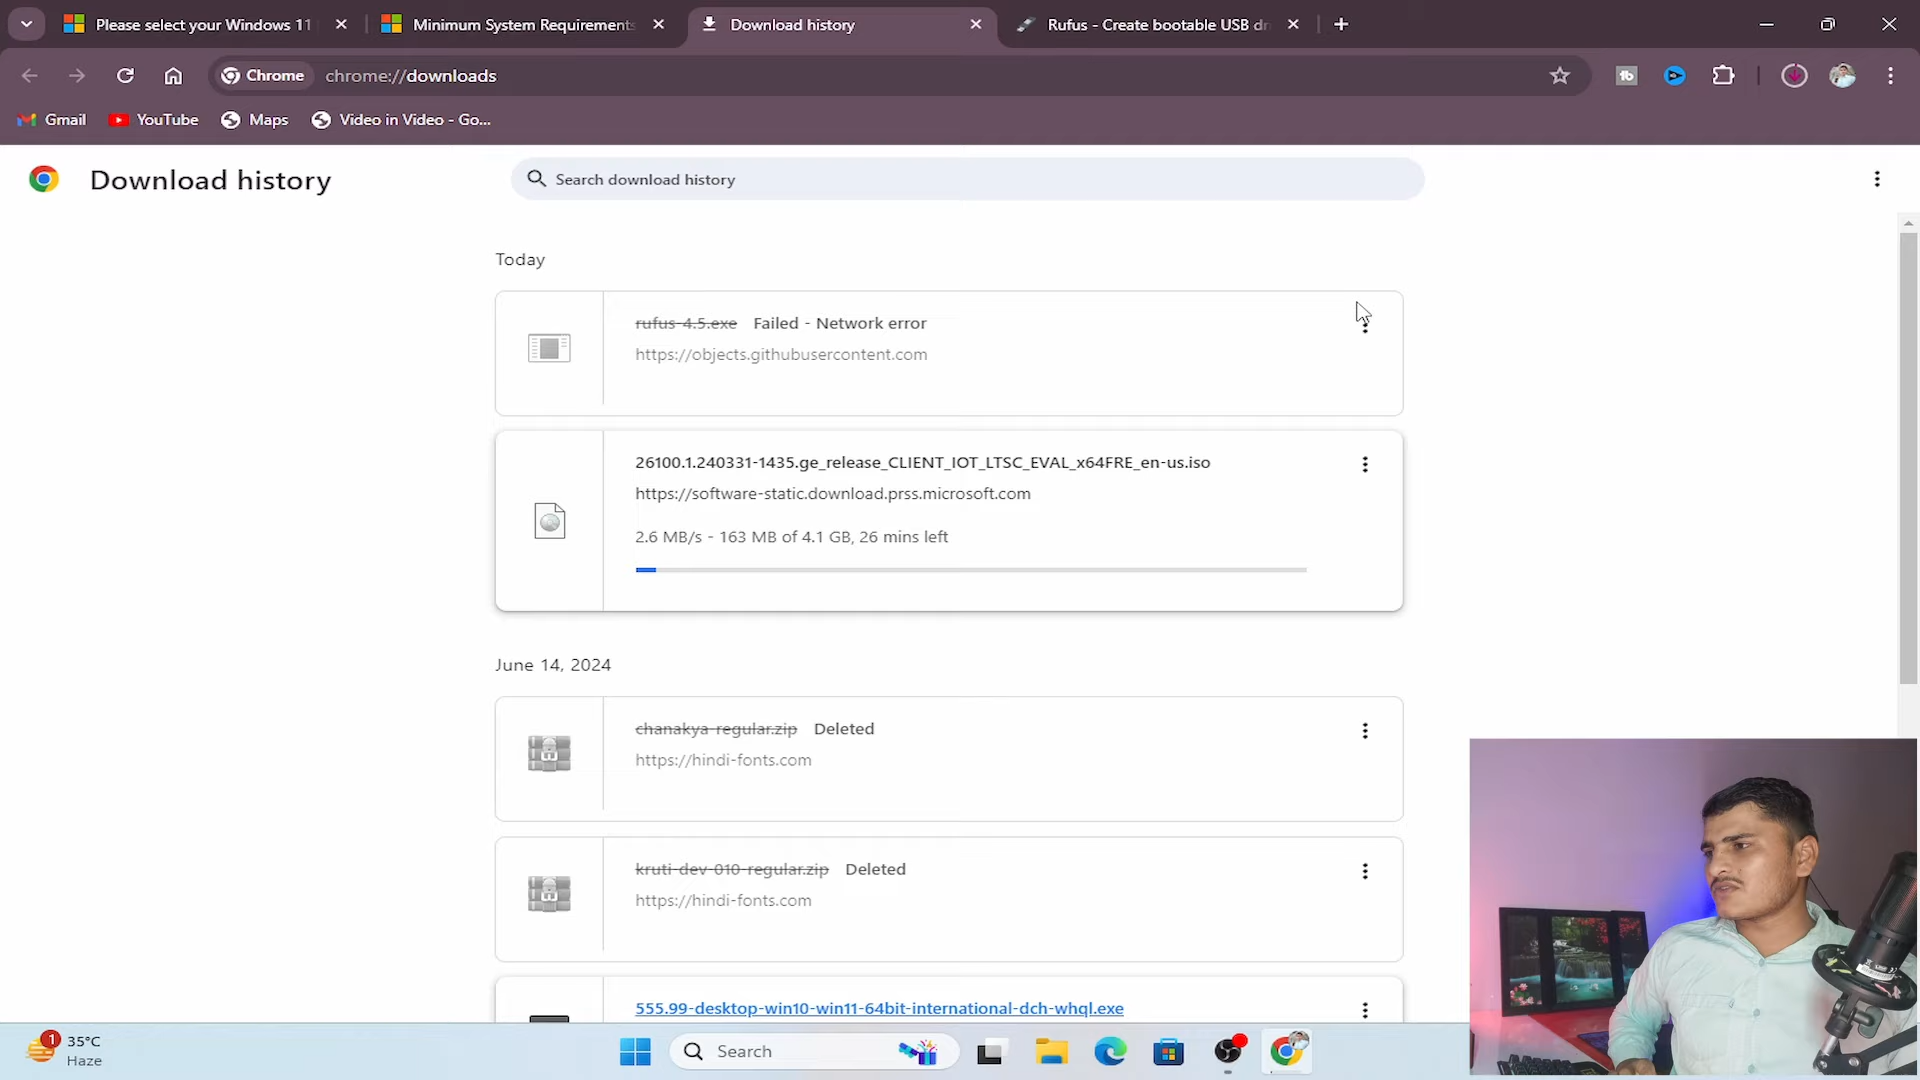 Please select your Windows 11
Minimum System Requirements
Download history
Rufus - Create bootable USB dr
Chrome
chrome://downloads
tb
Gmail
YouTube
Maps
Video in Video - Go...
Download history
Search download history
Today
rufus-4.5.exe Failed - Network error
https://objects.githubusercontent.com
26100.1.240331-1435.ge_release_CLIENT_IOT_LTSC_EVAL_x64FRE_en-us.iso
https://software-static.download.prss.microsoft.com
2.6 MB/s - 163 MB of 4.1 GB, 26 mins left
June 14, 2024
chanakya-regular.zip Deleted
https://hindi-fonts.com
kruti-dev-010-regular.zip Deleted
https://hindi-fonts.com
555.99-desktop-win10-win11-64bit-international-dch-whql.exe
1
35°C
Haze
Search